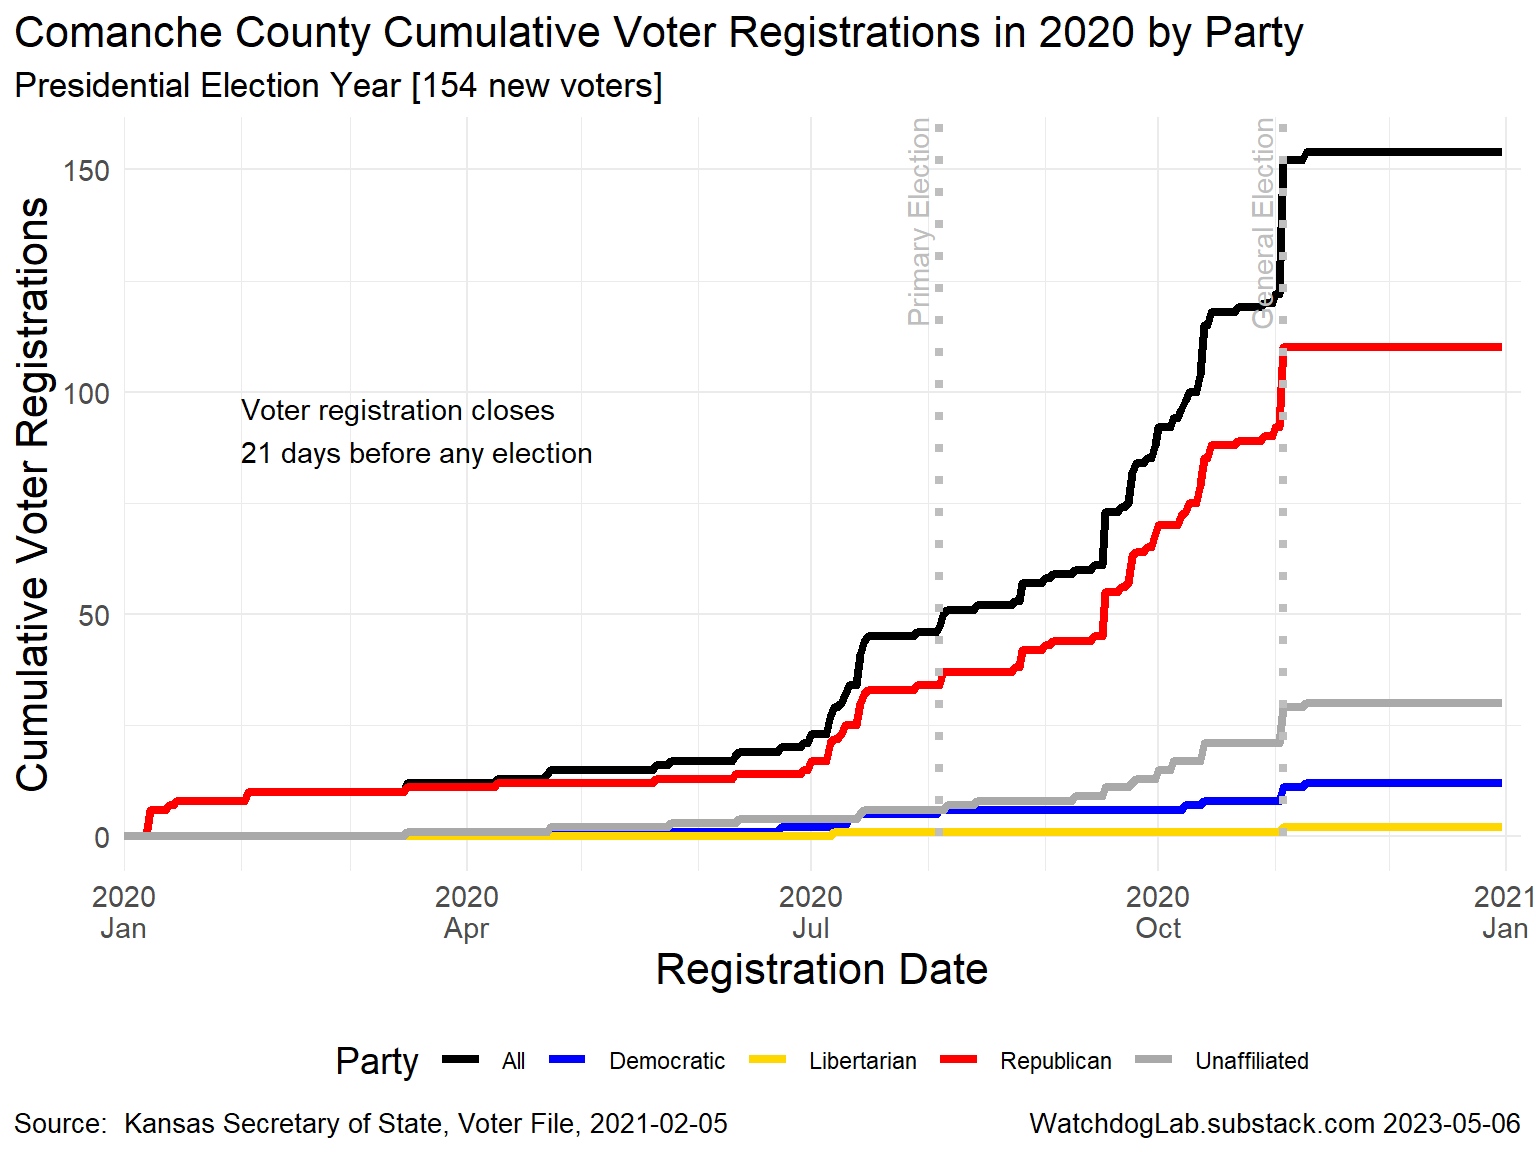 Comanche County Cumulative Voter Registrations in 2020 by Party
Presidential Election Year [154 new voters]
Cumulative Voter Registrations
150
100
50
0
Primary Election
General Election
Voter registration closes
21 days before any election
2020 2020 2020 2020 2021
Jan Apr Jul Oct Jan
Registration Date
Party All Democratic Libertarian Republican Unaffiliated
Source:  Kansas Secretary of State, Voter File, 2021-02-05 WatchdogLab.substack.com 2023-05-06